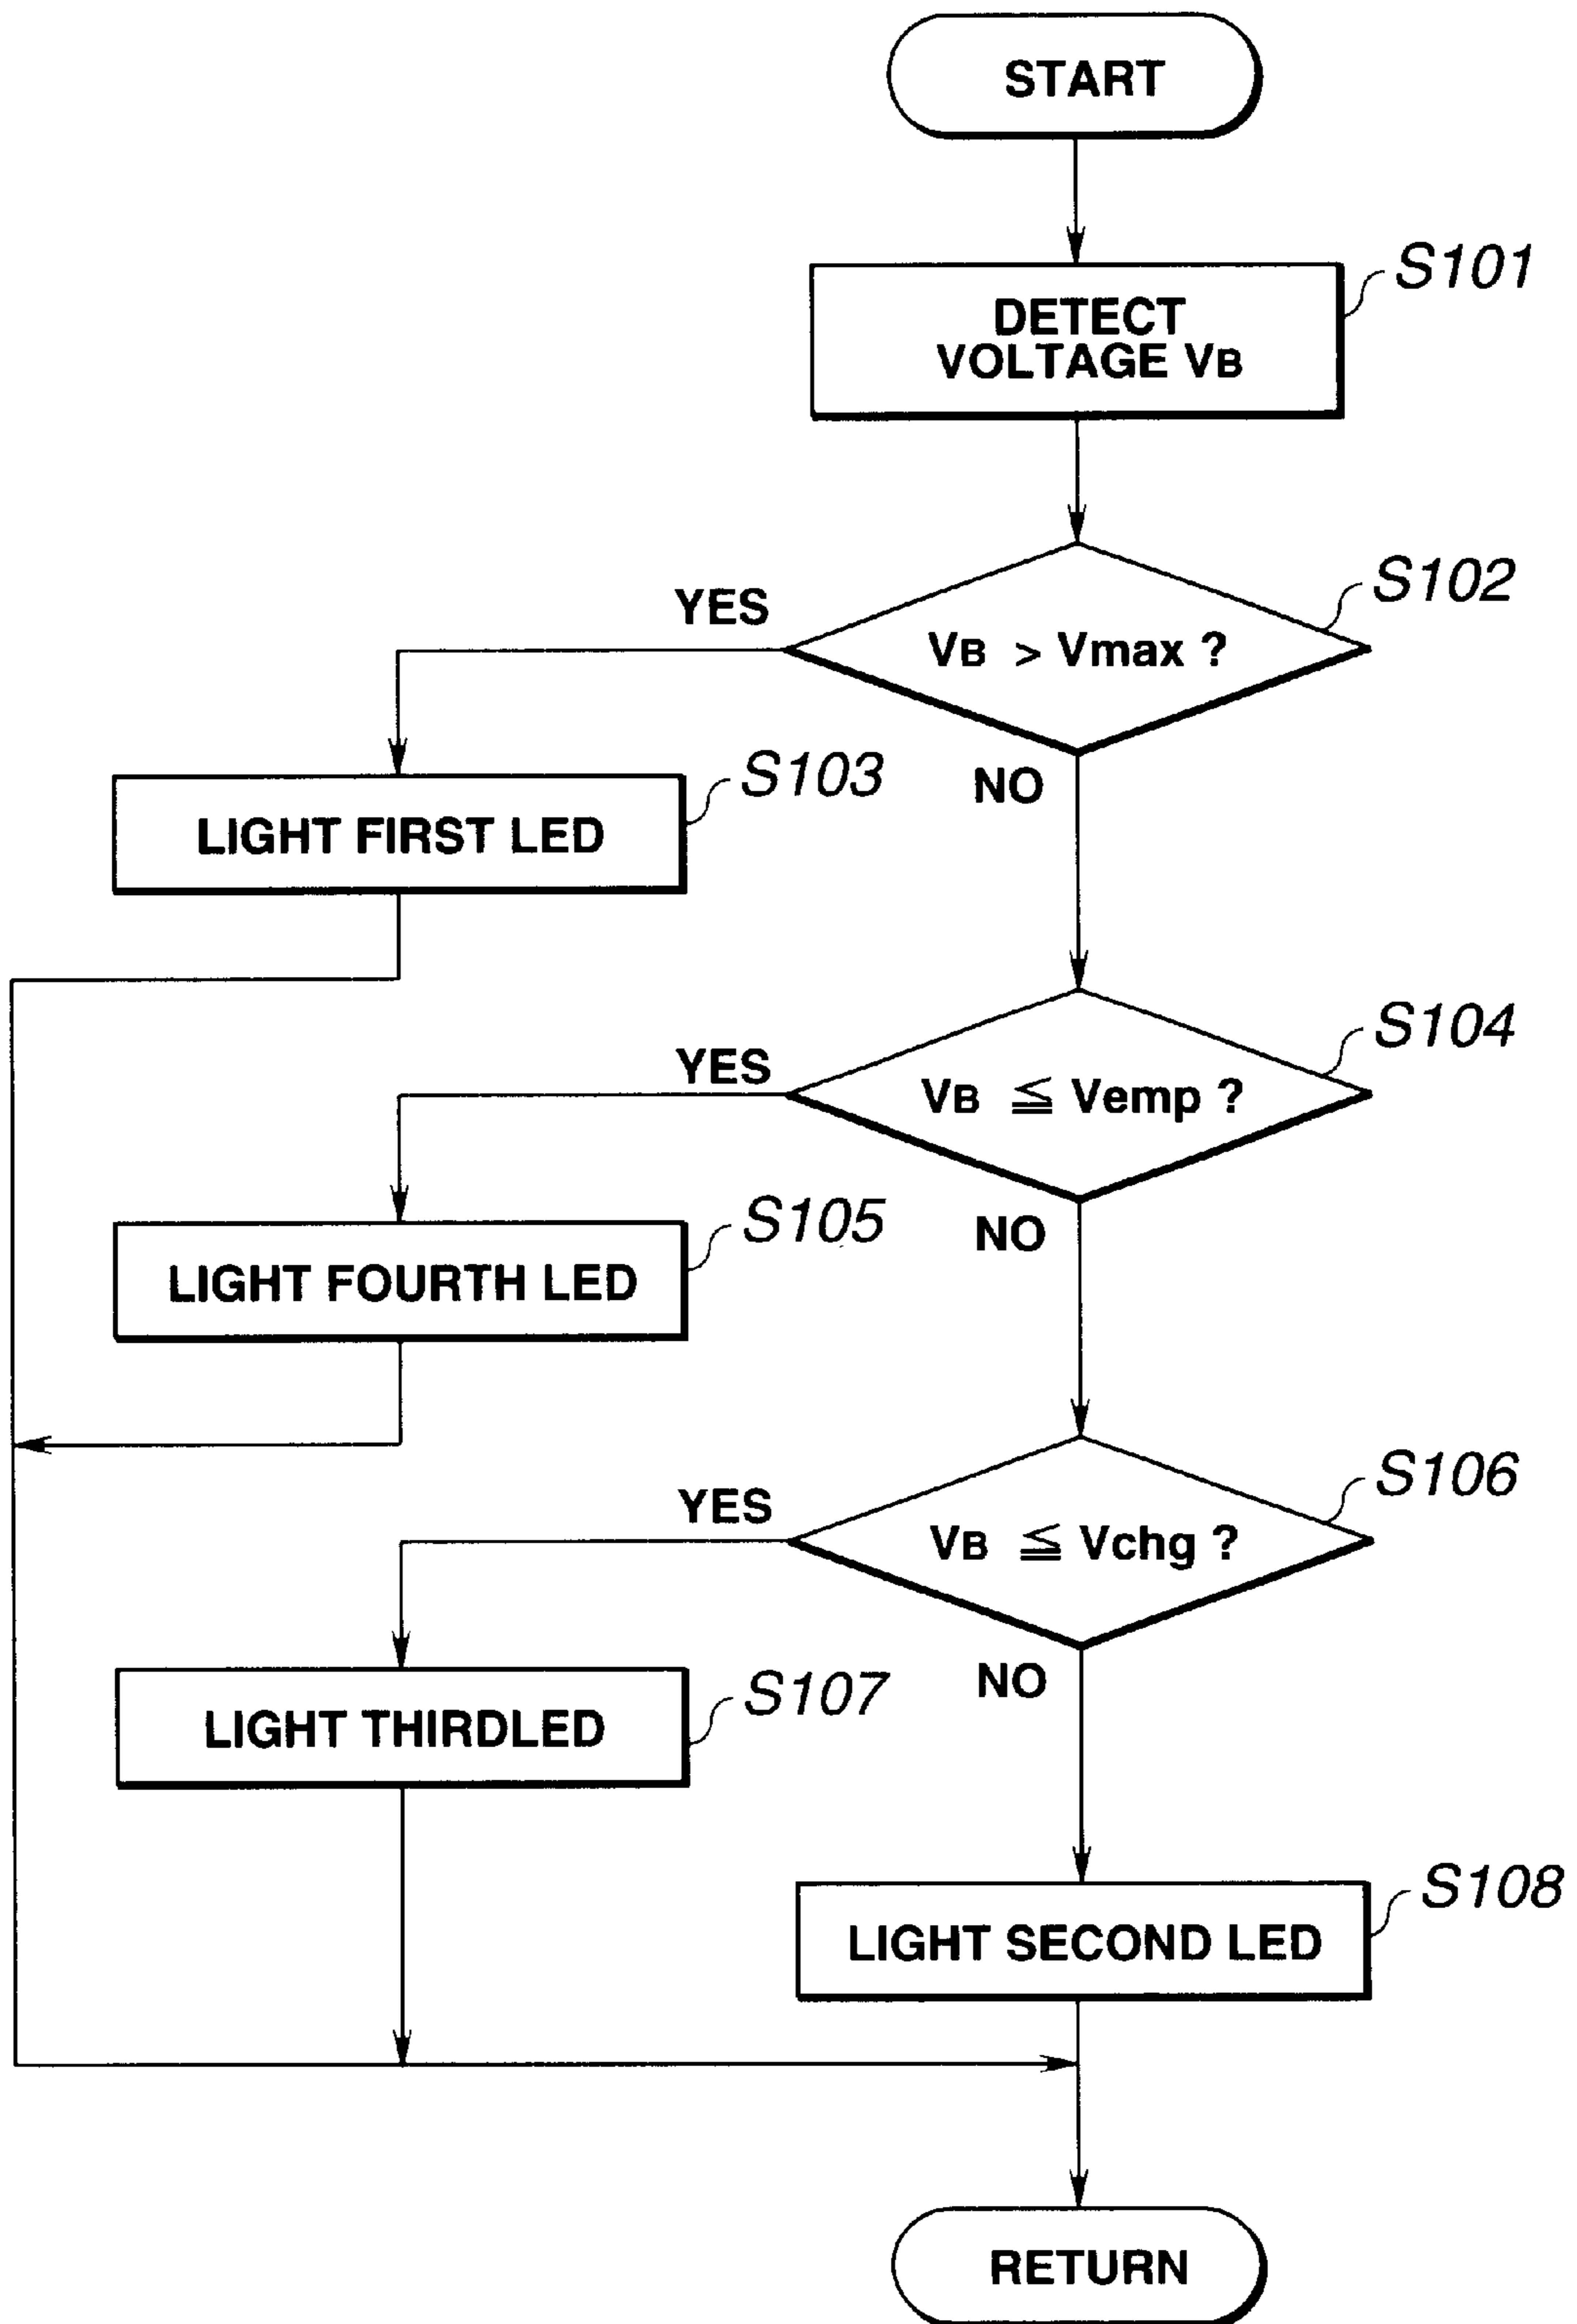 START
S101
DETECT
VOLTAGE VB
S102
YES
VB > Vmax ?
S103
NO
LIGHT FIRST LED
S104
YES
VB ≦ Vemp ?
S105
NO
LIGHT FOURTH LED
S106
YES
VB ≦ Vchg ?
S107
NO
LIGHT THIRDLED
S108
LIGHT SECOND LED
RETURN